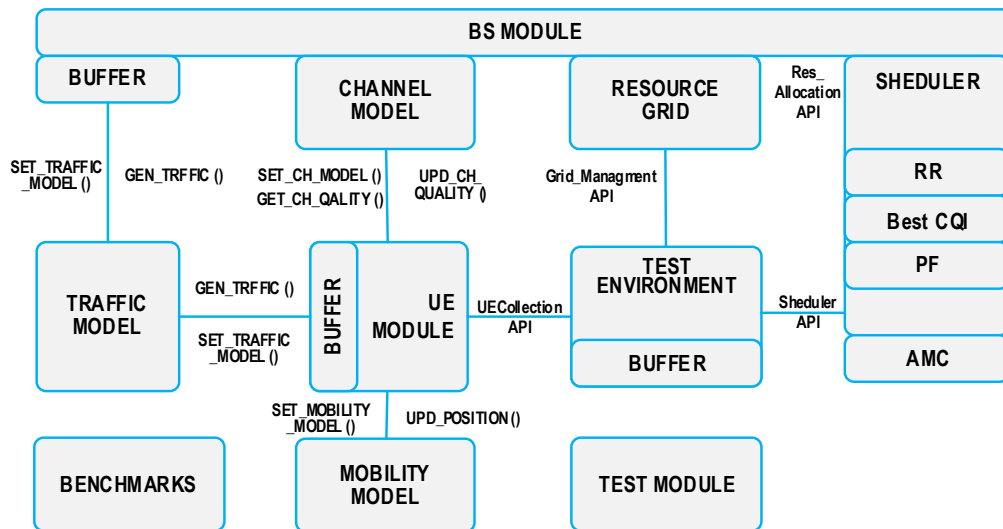 BS MODULE
BUFFER
CHANNEL
MODEL
RESOURCE
GRID
Res_
Allocation
API
SHEDULER
SET_TRAFFIC
_MODEL ()
GEN_TRFFIC ()
SET_CH_MODEL ()
GET_CH_QALITY ()
UPD_CH_
QUALITY ()
Grid_Managment
API
RR
Best CQI
PF
AMC
TRAFFIC
MODEL
GEN_TRFFIC ()
SET_TRAFFIC
_MODEL ()
BUFFER
UE
MODULE
UECollection
API
TEST
ENVIRONMENT
BUFFER
Sheduler
API
SET_MOBILITY
_MODEL ()
UPD_POSITION ()
BENCHMARKS
MOBILITY
MODEL
TEST MODULE